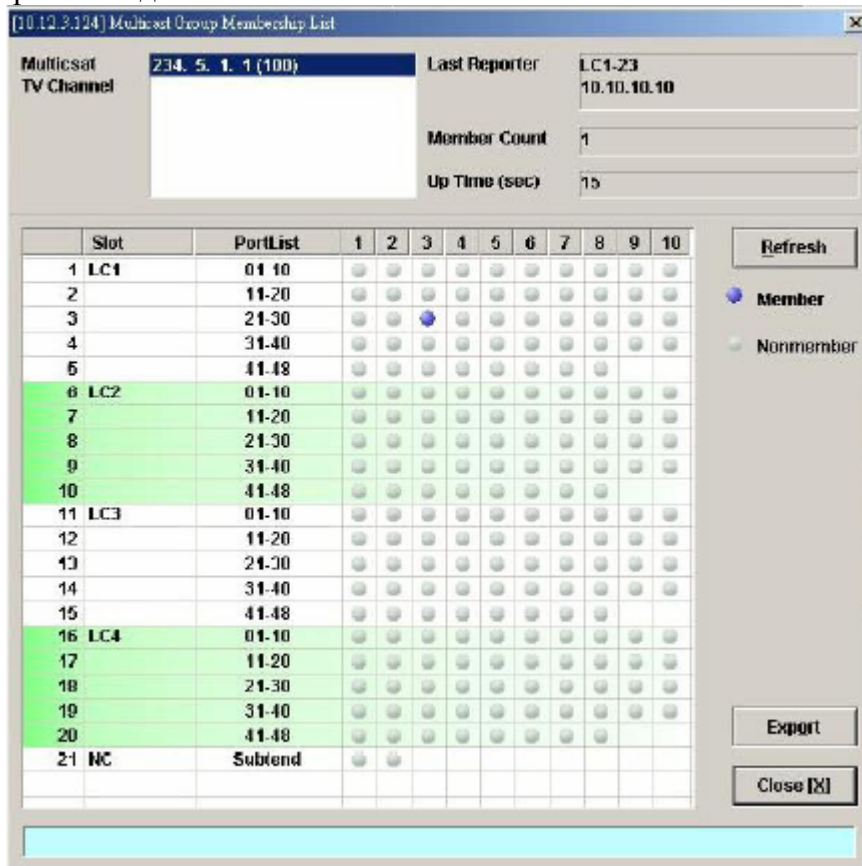 [10.12.3.124] Multicast Group Membership List
Multicsat TV Channel
234. 5. 1. 1 (100)
Last Reporter
LC1-23
10.10.10.10
Member Count
1
Up Time (sec)
15
Slot PortList 1 2 3 4 5 6 7 8 9 10
1 LC1 01-10
2 11-20
3 21-30
4 31-40
5 41-48
6 LC2 01-10
7 11-20
8 21-30
9 31-40
10 41-48
11 LC3 01-10
12 11-20
13 21-30
14 31-40
15 41-48
16 LC4 01-10
17 11-20
18 21-30
19 31-40
20 41-48
21 NC Subtend
Refresh
Member
Nonmember
Export
Close [X]